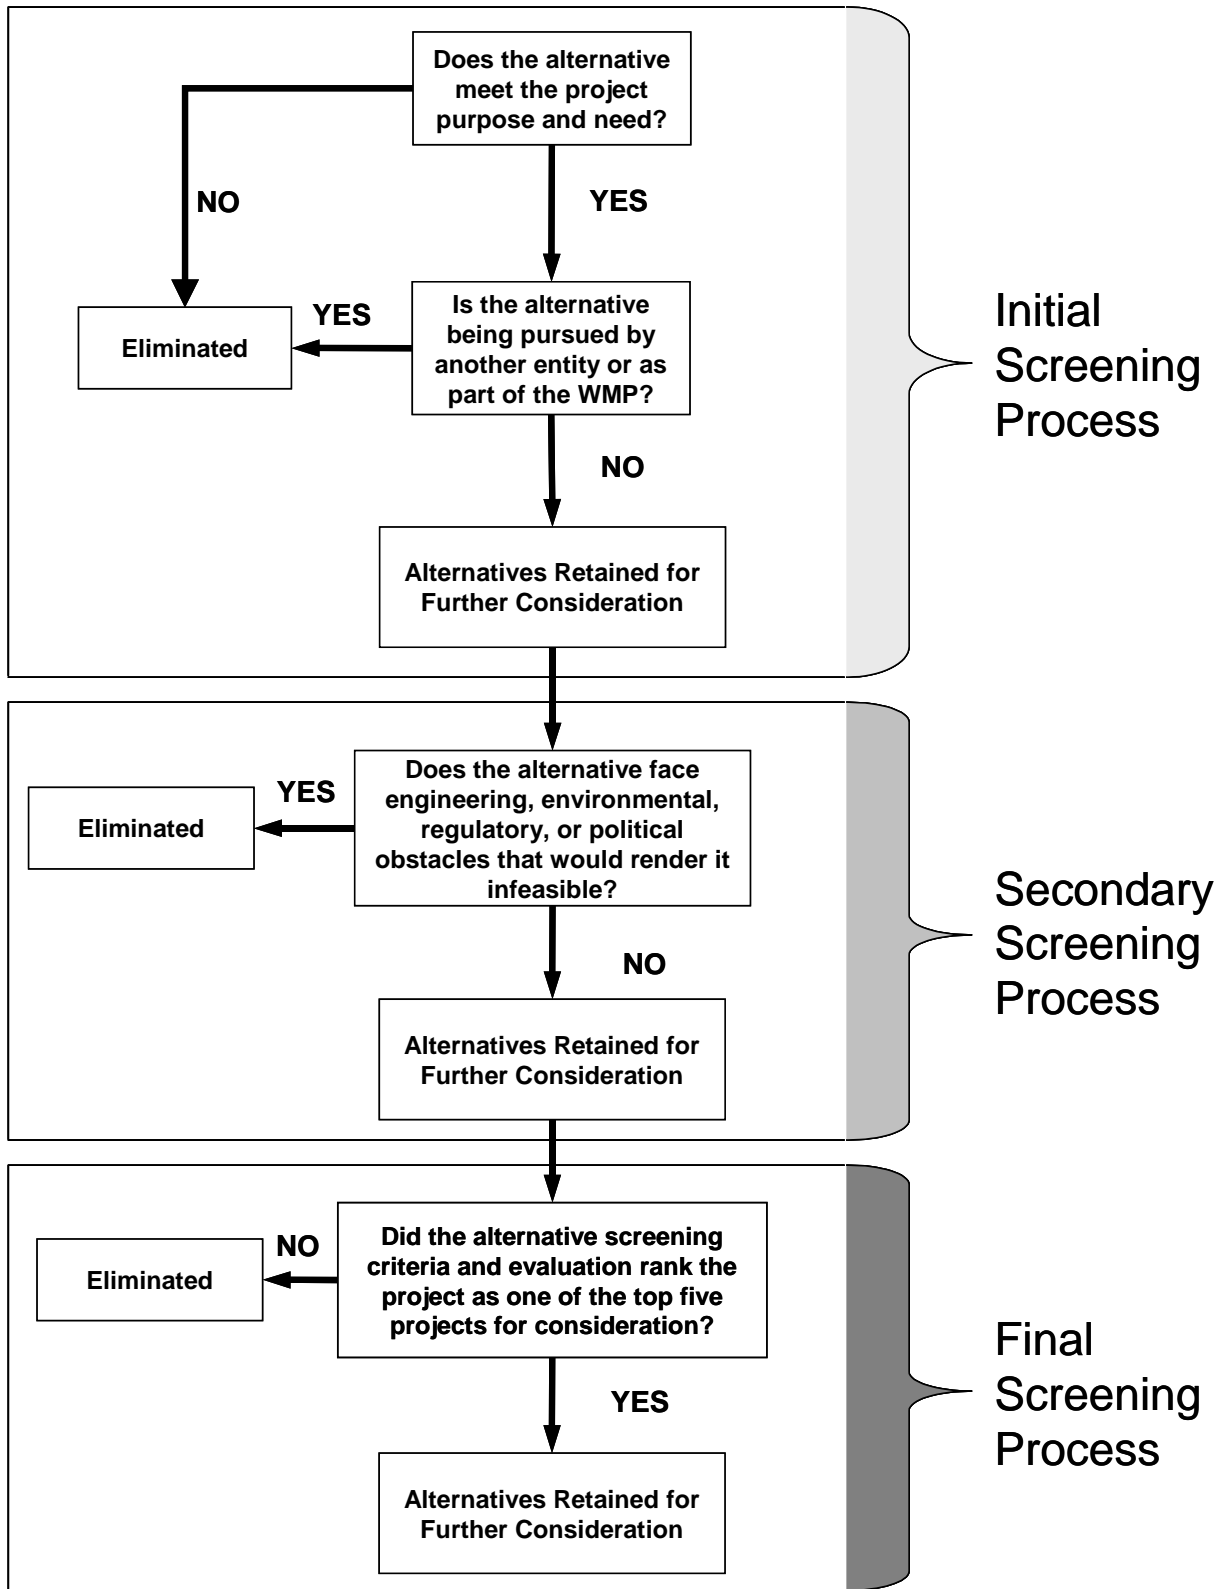 Does the alternative
meet the project
purpose and need?
NO
YES
Is the alternative
being pursued by
another entity or as
part of the WMP?
YES
Eliminated
NO
Alternatives Retained for
Further Consideration
Initial
Screening
Process
Does the alternative face
engineering, environmental,
regulatory, or political
obstacles that would render it
infeasible?
YES
Eliminated
NO
Alternatives Retained for
Further Consideration
Secondary
Screening
Process
Did the alternative screening
criteria and evaluation rank the
project as one of the top five
projects for consideration?
NO
Eliminated
YES
Alternatives Retained for
Further Consideration
Final
Screening
Process